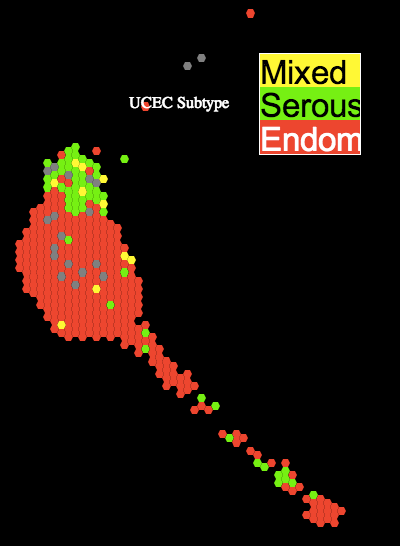 Mixed
UCEC Subtype
Serous
Endom